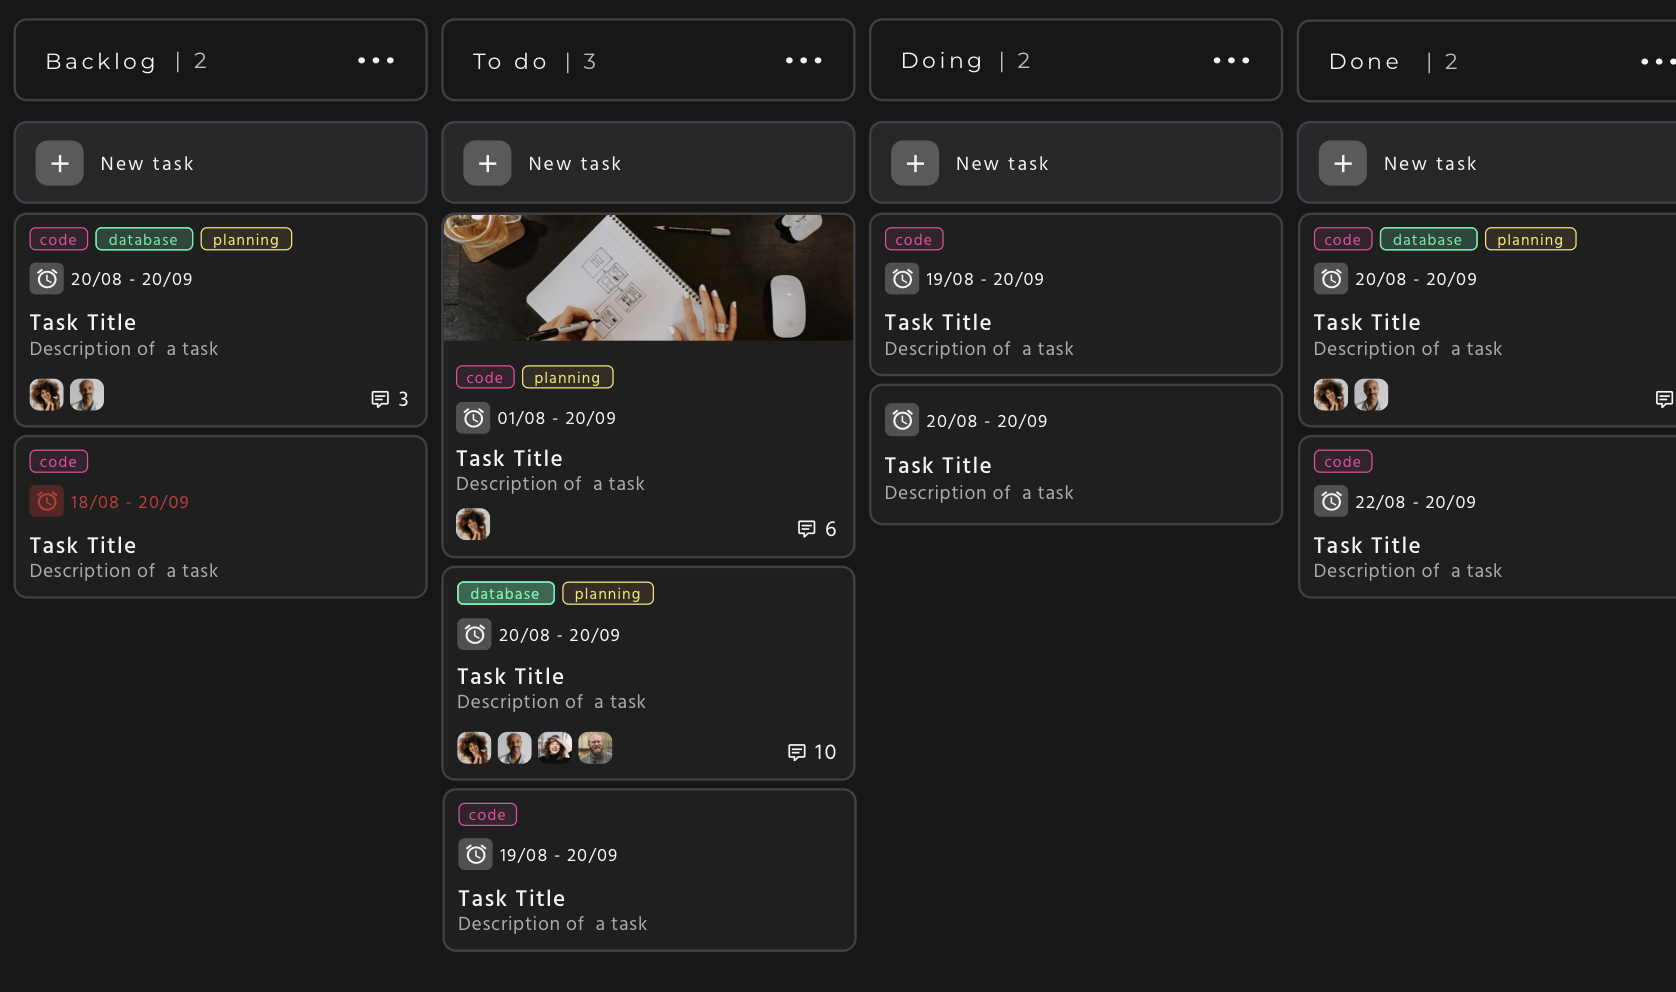 Backlog | 2
New task
code database planning
20/08 - 20/09
Task Title
Description of a task
3
code
18/08 - 20/09
Task Title
Description of a task
To do | 3
New task
code planning
01/08 - 20/09
Task Title
Description of a task
6
database planning
20/08 - 20/09
Task Title
Description of a task
10
code
19/08 - 20/09
Task Title
Description of a task
Doing | 2
New task
code
19/08 - 20/09
Task Title
Description of a task
20/08 - 20/09
Task Title
Description of a task
Done | 2
New task
code database planning
20/08 - 20/09
Task Title
Description of a task
code
22/08 - 20/09
Task Title
Description of a task